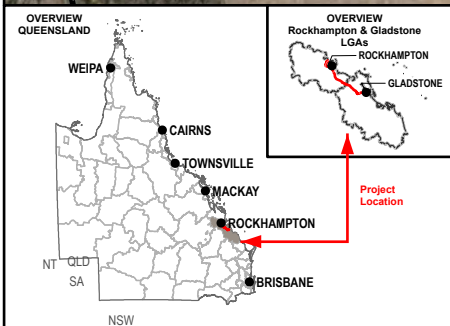 OVERVIEW
QUEENSLAND
WEIPA
CAIRNS
TOWNSVILLE
MACKAY
ROCKHAMPTON
BRISBANE
NT
QLD
SA
NSW
OVERVIEW
Rockhampton & Gladstone
LGAs
ROCKHAMPTON
GLADSTONE
Project
Location